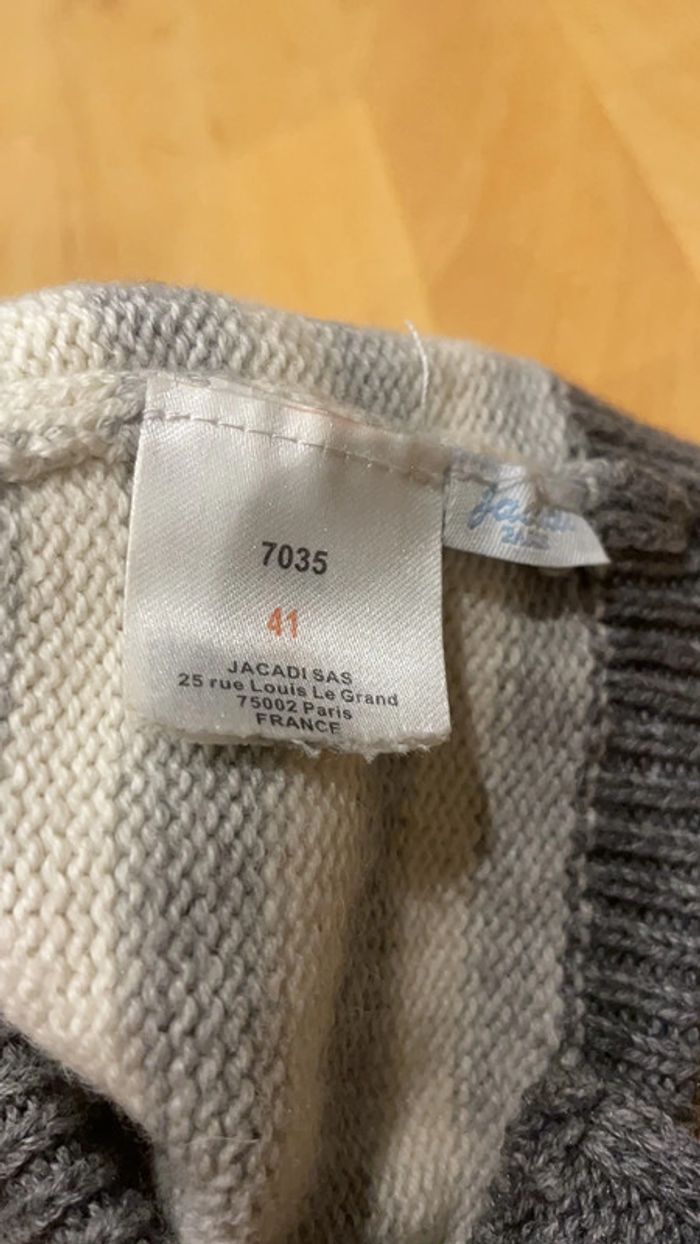 7035
41
JACADI SAS
25 rue Louis Le Grand
75002 Paris
FRANCE